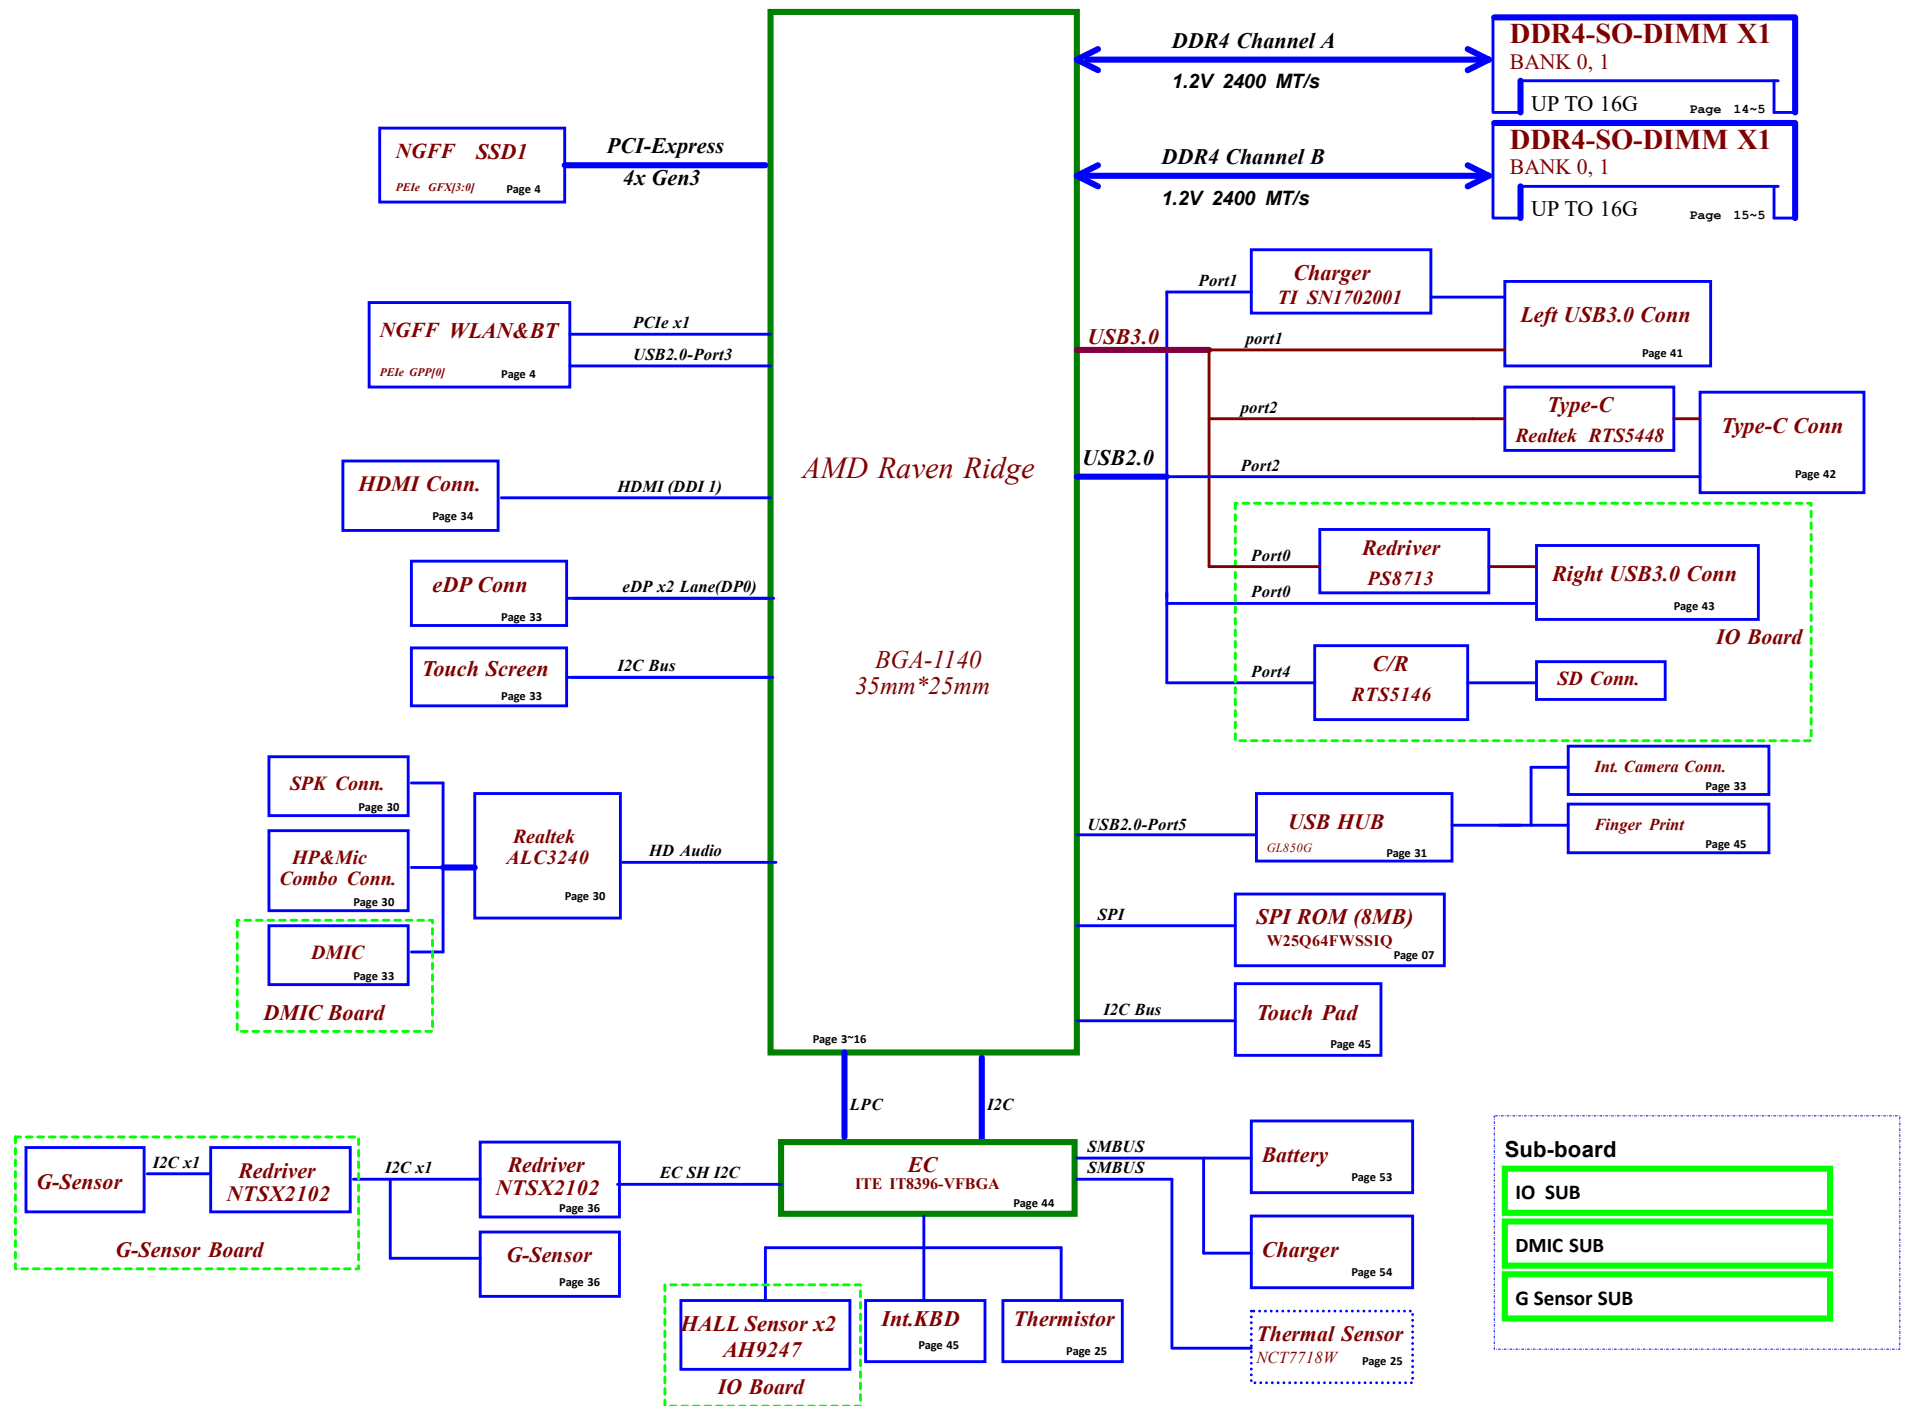 DDR4 Channel A
1.2V 2400 MT/s
DDR4-SO-DIMM X1
BANK 0, 1
UP TO 16G
Page 14~5
DDR4 Channel B
1.2V 2400 MT/s
DDR4-SO-DIMM X1
BANK 0, 1
UP TO 16G
Page 15~5
NGFF SSD1
PEIe GFX[3:0]
Page 4
PCI-Express
4x Gen3
NGFF WLAN&BT
PEIe GPP[0]
Page 4
PCIe x1
USB2.0-Port3
HDMI Conn.
Page 34
HDMI (DDI 1)
eDP Conn
Page 33
eDP x2 Lane(DP0)
Touch Screen
Page 33
I2C Bus
SPK Conn.
Page 30
HP&Mic
Combo Conn.
Page 30
DMIC
Page 33
DMIC Board
Realtek
ALC3240
Page 30
HD Audio
AMD Raven Ridge
BGA-1140
35mm*25mm
Page 3~16
USB3.0
USB2.0
Port1
Charger
TI SN1702001
port1
Left USB3.0 Conn
Page 41
port2
Type-C
Realtek RTS5448
Port2
Type-C Conn
Page 42
Port0
Redriver
PS8713
Port0
Right USB3.0 Conn
Page 43
IO Board
Port4
C/R
RTS5146
SD Conn.
USB2.0-Port5
USB HUB
GL850G
Page 31
Int. Camera Conn.
Page 33
Finger Print
Page 45
SPI
SPI ROM (8MB)
W25Q64FWSSIQ
Page 07
I2C Bus
Touch Pad
Page 45
LPC
I2C
G-Sensor
I2C x1
Redriver
NTSX2102
G-Sensor Board
I2C x1
Redriver
NTSX2102
Page 36
G-Sensor
Page 36
EC SH I2C
EC
ITE IT8396-VFBGA
Page 44
SMBUS
SMBUS
Battery
Page 53
Charger
Page 54
Thermal Sensor
NCT7718W
Page 25
HALL Sensor x2
AH9247
IO Board
Int.KBD
Page 45
Thermistor
Page 25
Sub-board
IO SUB
DMIC SUB
G Sensor SUB